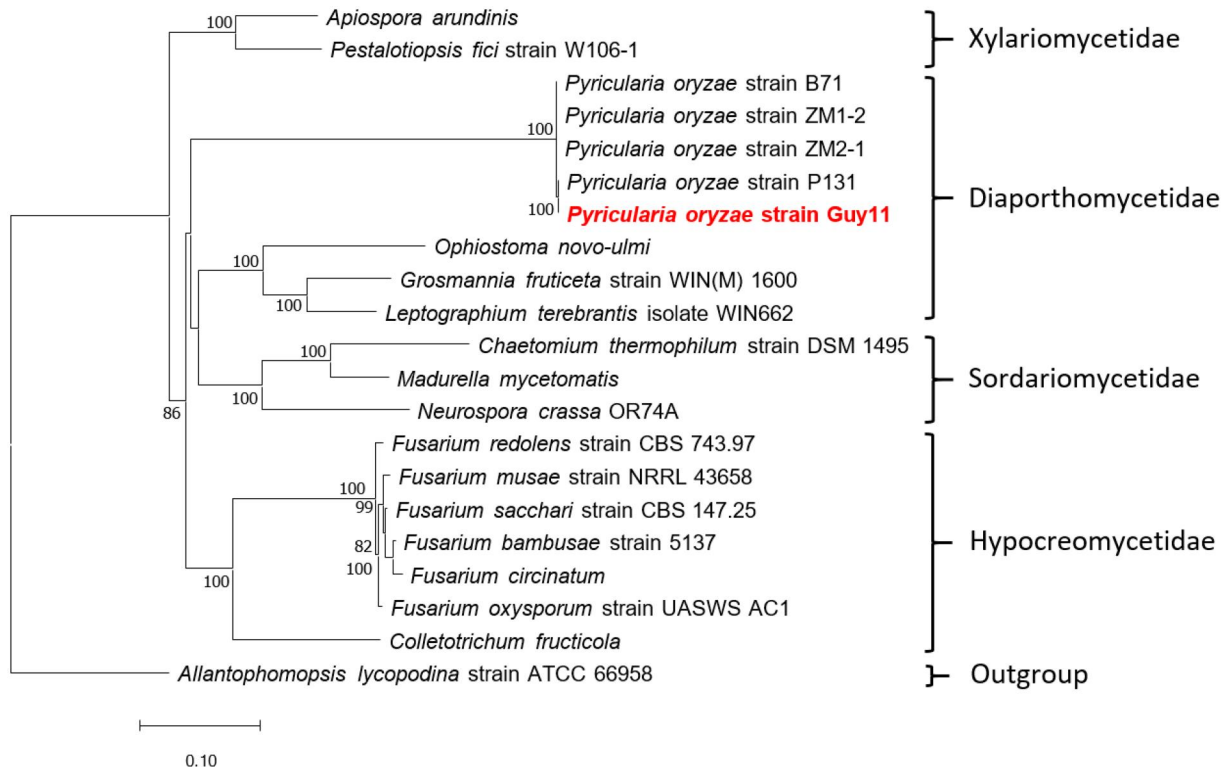 100
Apiospora arundinis
Pestalotiopsis fici strain W106-1
Xylariomycetidae
Pyricularia oryzae strain B71
Pyricularia oryzae strain ZM1-2
100
Pyricularia oryzae strain ZM2-1
Pyricularia oryzae strain P131
100
Pyricularia oryzae strain Guy11
Diaporthomycetidae
Ophiostoma novo-ulmi
100
Grosmannia fruticeta strain WIN(M) 1600
100
Leptographium terebrantis isolate WIN662
Chaetomium thermophilum strain DSM 1495
100
Madurella mycetomatis
Sordariomycetidae
100
Neurospora crassa OR74A
86
Fusarium redolens strain CBS 743.97
Fusarium musae strain NRRL 43658
100
99
Fusarium sacchari strain CBS 147.25
Fusarium bambusae strain 5137
82
Hypocreomycetidae
100
Fusarium circinatum
100
Fusarium oxysporum strain UASWS AC1
Colletotrichum fructicola
Allantophomopsis lycopodina strain ATCC 66958
Outgroup
0.10